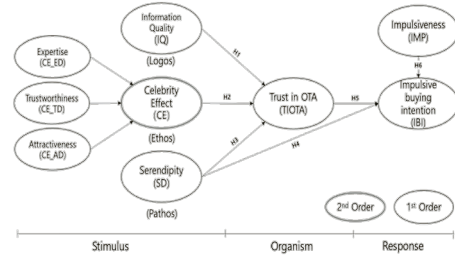 Information
Quality
(IQ)
(Logos)
Impulsiveness
(IMP)
Expertise
(CE_ED)
H1
H6
Trustworthiness
(CE_TD)
Celebrity
Effect
(CE)
(Ethos)
H2
Trust in OTA
(TIOTA)
H5
Impulsive
buying
intention
(IBI)
Attractiveness
(CE_AD)
H3
H4
Serendipity
(SD)
(Pathos)
2nd Order
1st Order
Stimulus
Organism
Response